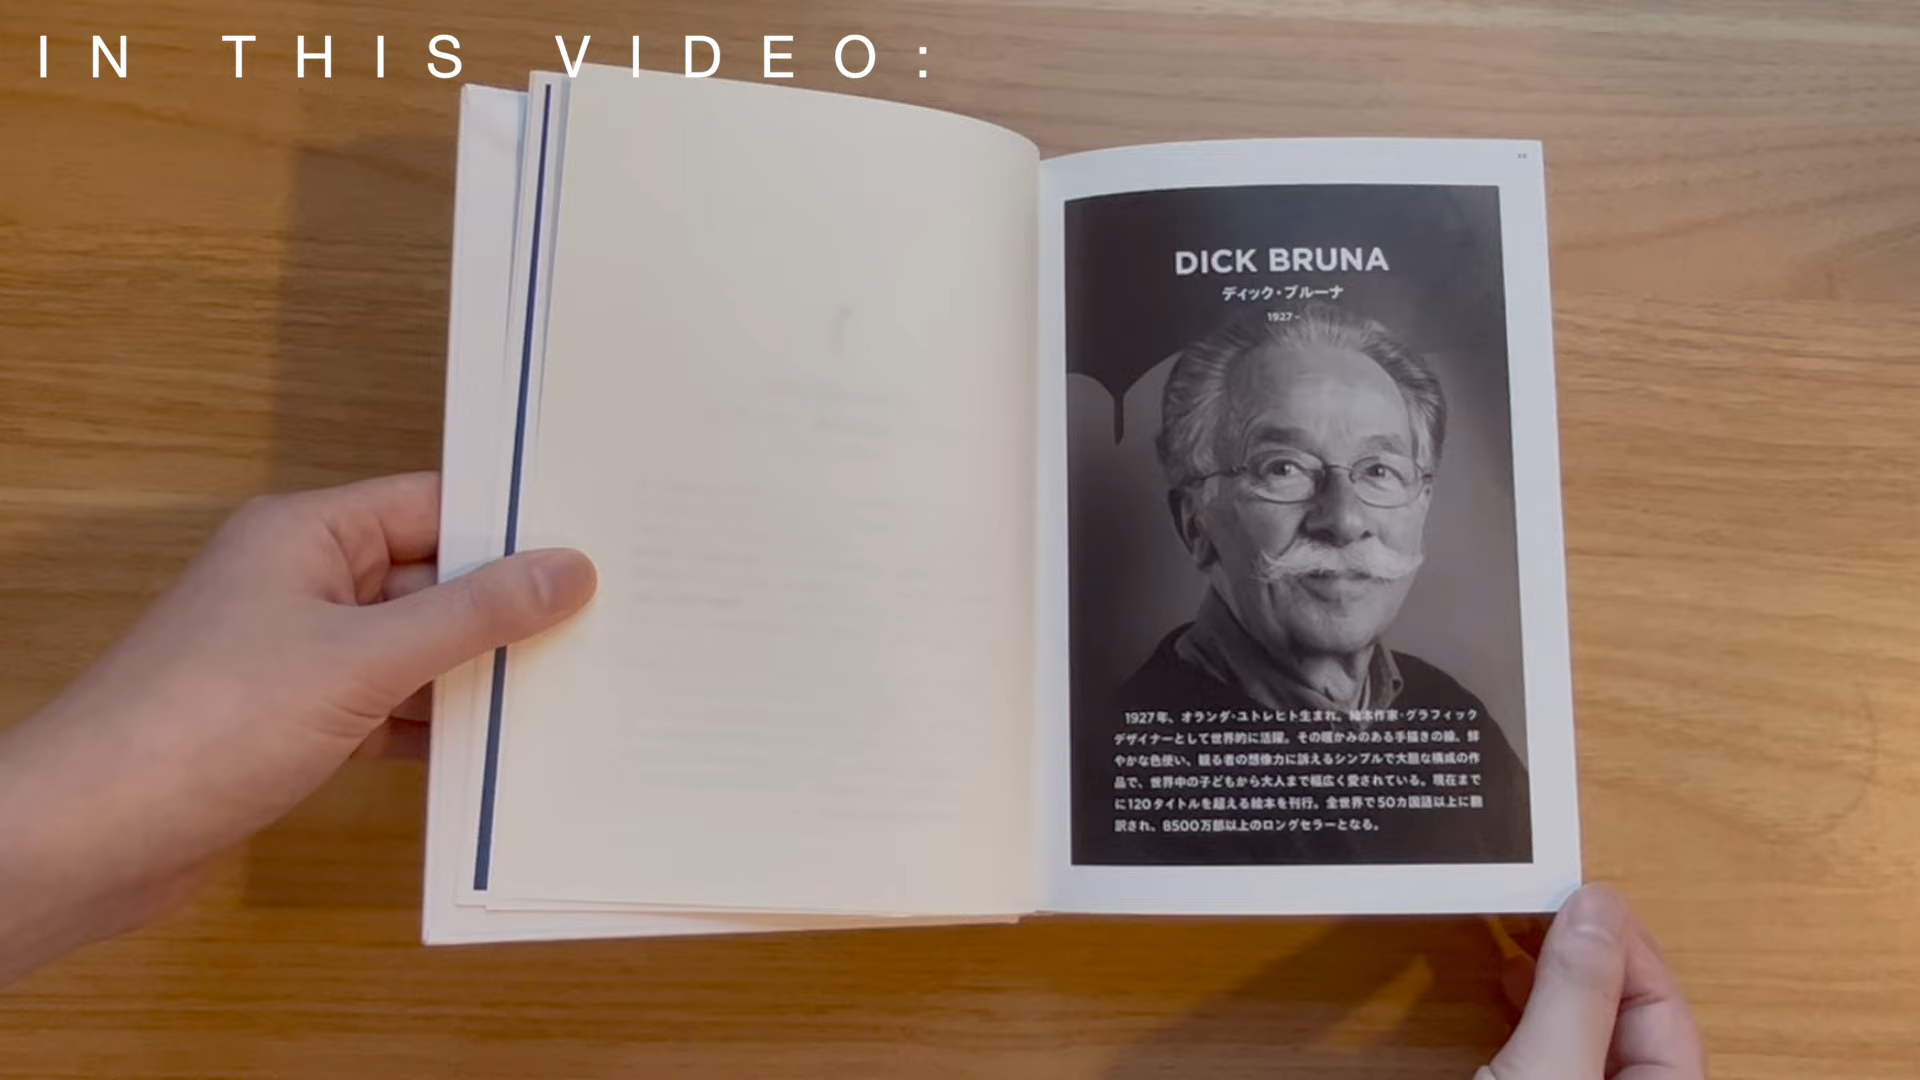 IN THIS VIDEO:
DICK BRUNA
ディック・ブルーナ
1927-
1927年、オランダ・ユトレヒト生まれ。絵本作家・グラフィック
デザイナーとして世界的に活躍。その暖かみのある手描きの線、鮮
やかな色使い、観る者の想像力に訴えるシンプルで大胆な構成の作
品で、世界中の子どもから大人まで幅広く愛されている。現在まで
に120タイトルを超える絵本を刊行。全世界で50カ国語以上に翻
訳され、8500万部以上のロングセラーとなる。